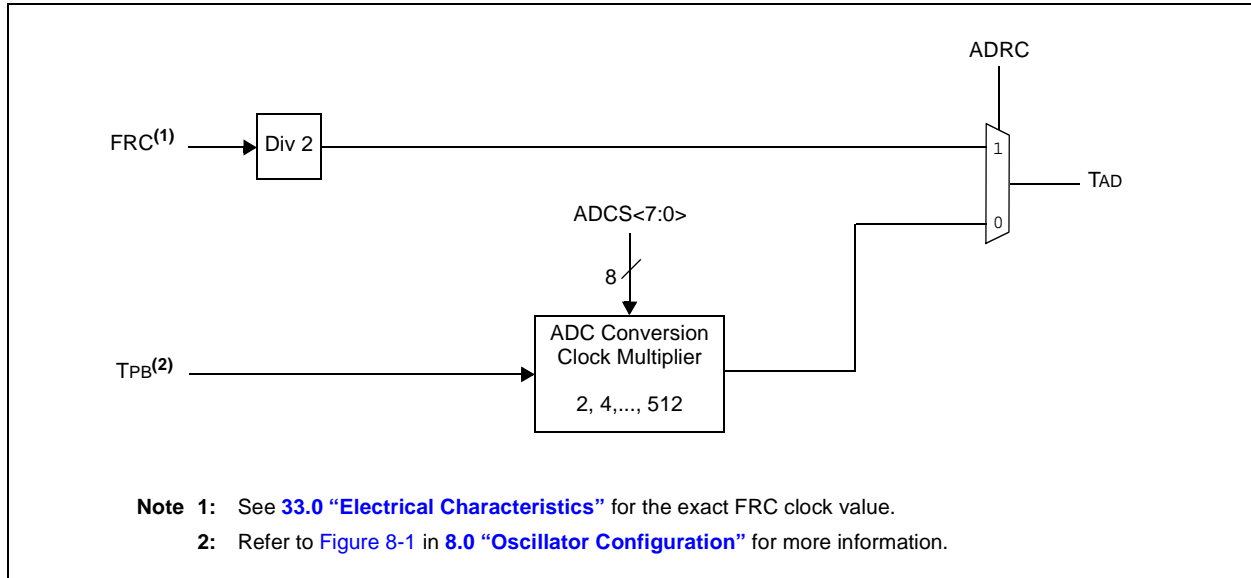 ADRC
FRC(1)
Div 2
1
TAD
ADCS<7:0>
0
8
ADC Conversion
Clock Multiplier
TPB(2)
2, 4,..., 512
Note 1: See 33.0 “Electrical Characteristics” for the exact FRC clock value.
2: Refer to Figure 8-1 in 8.0 “Oscillator Configuration” for more information.